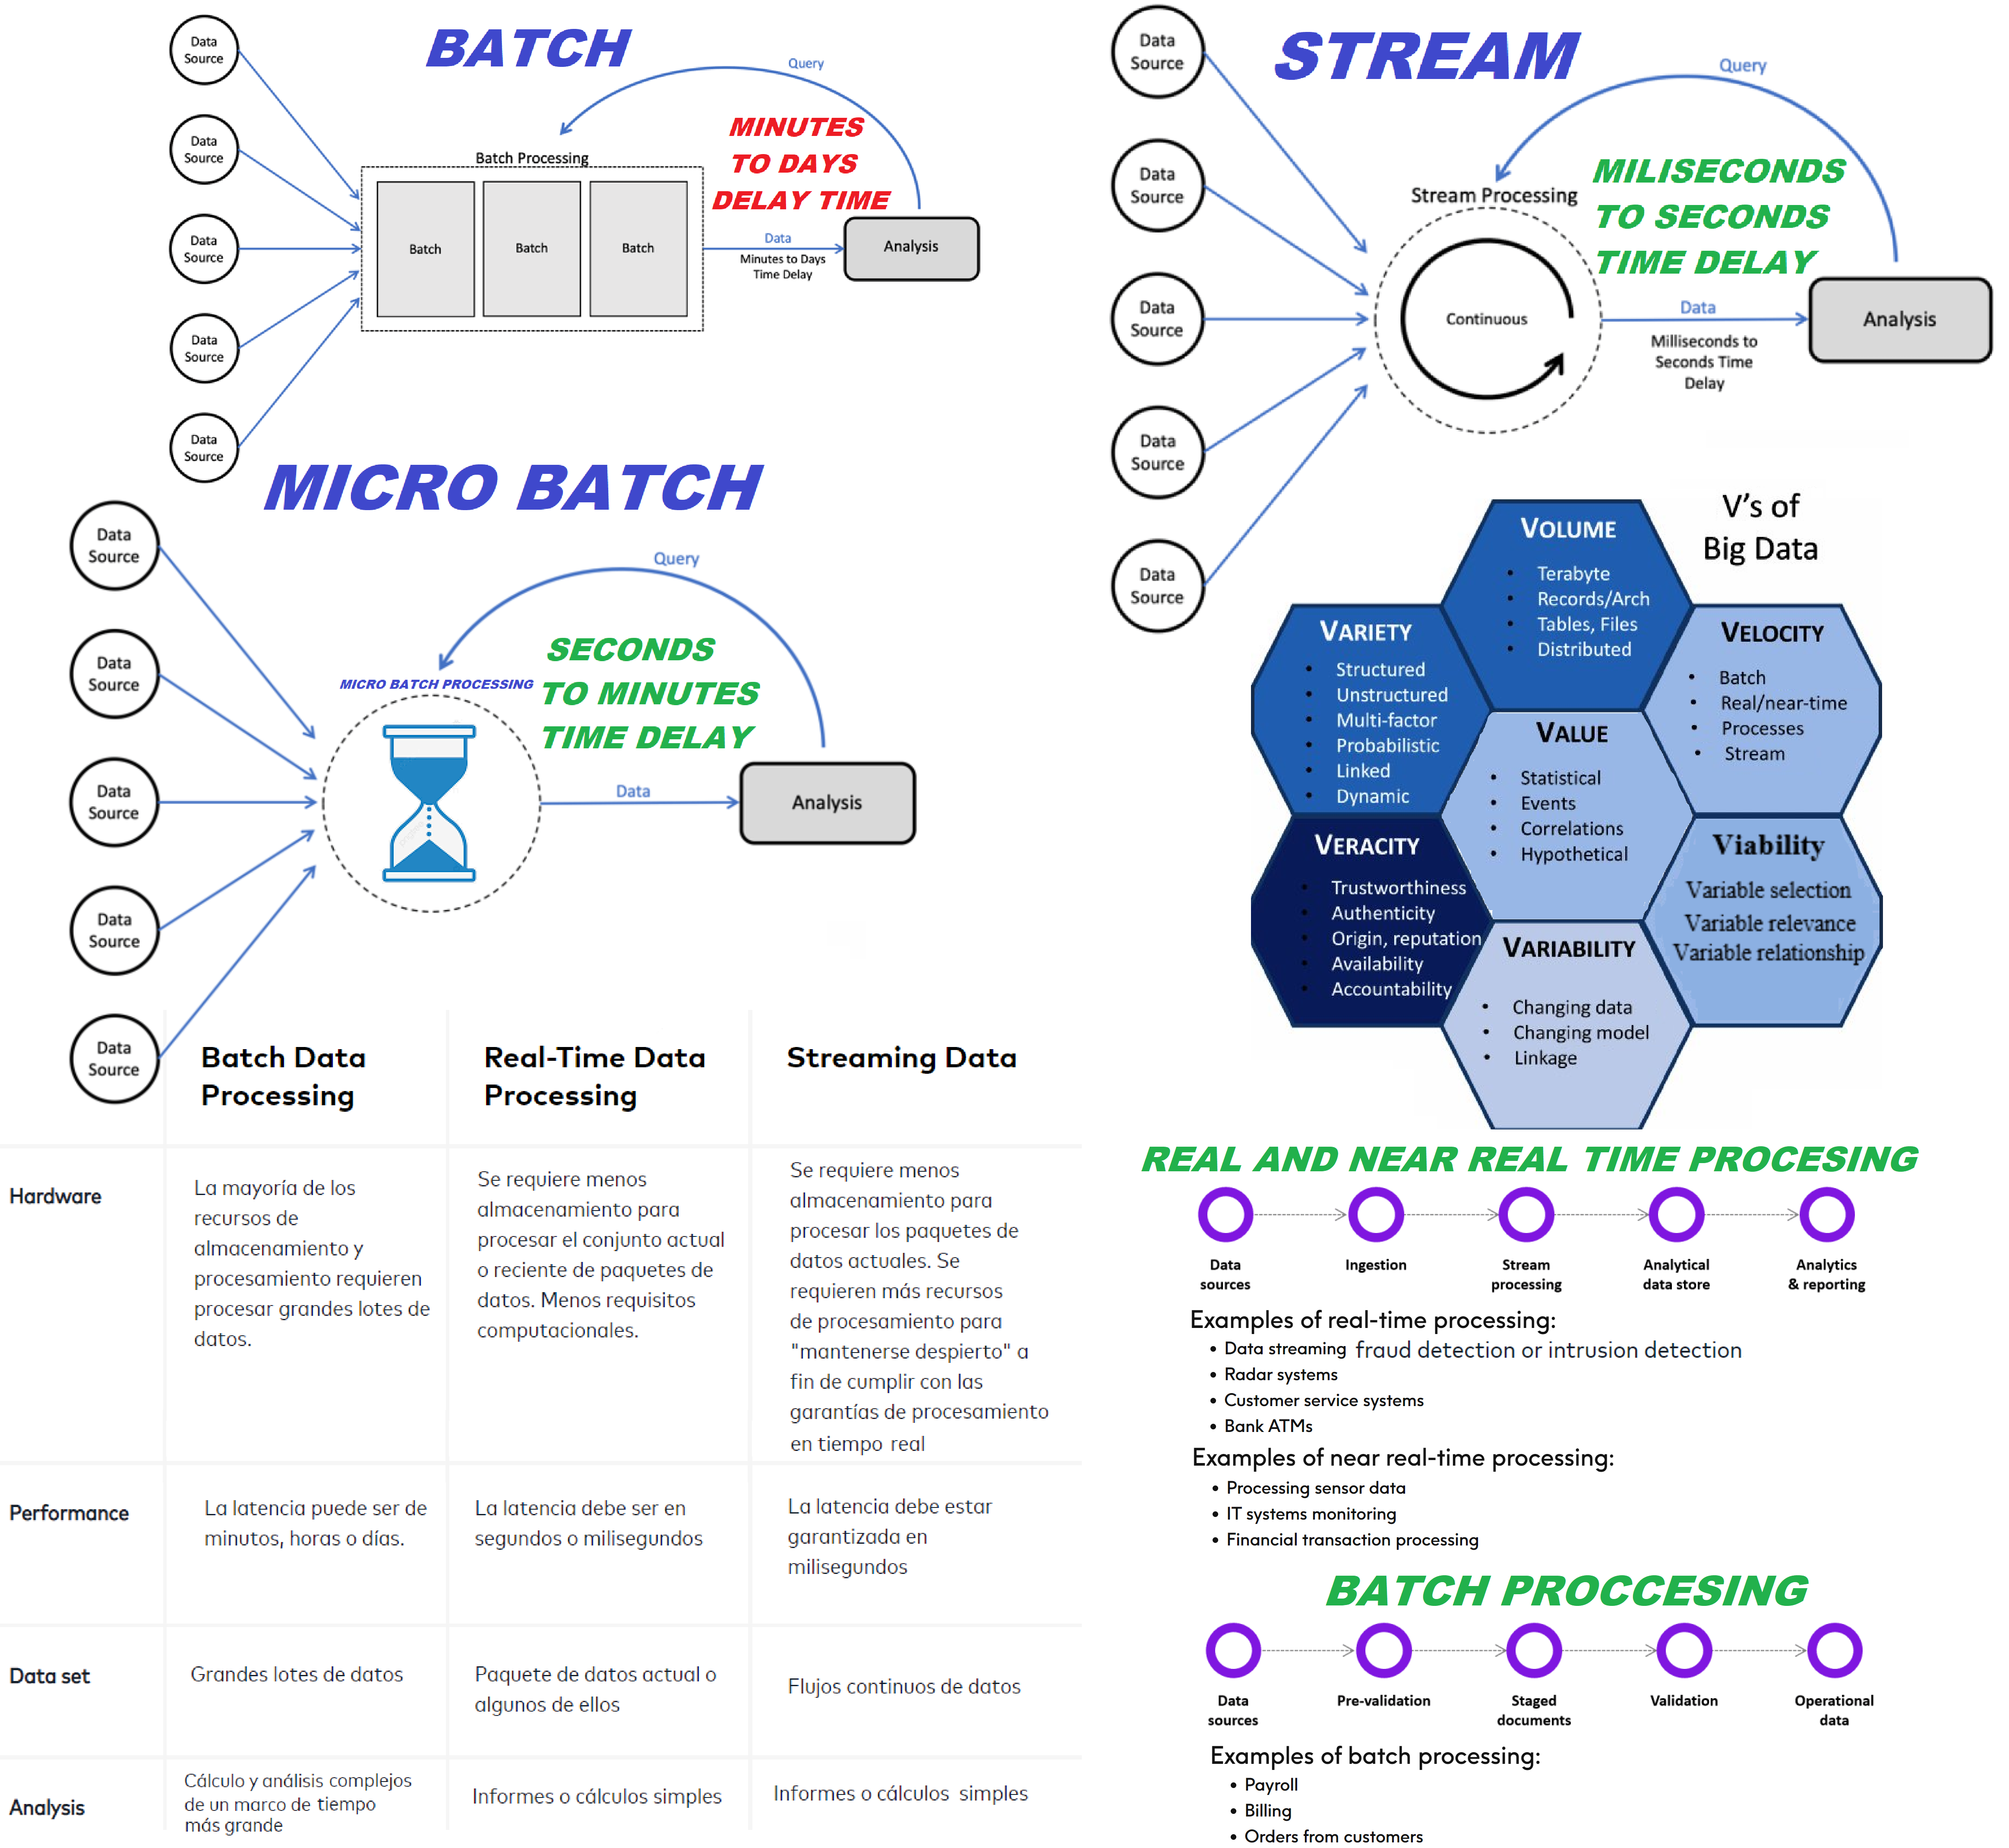 BATCH
Data
Source
Data
Source
Data
Source
Data
Source
Data
Source
Query
MINUTES
TO DAYS
DELAY TIME
Batch Processing
Batch
Batch
Batch
Data
Minutes to Days
Time Delay
Analysis
STREAM
Data
Source
Data
Source
Data
Source
Data
Source
Data
Source
Query
MILISECONDS
TO SECONDS
TIME DELAY
Stream Processing
Continuous
Data
Milliseconds to
Seconds Time
Delay
Analysis
MICRO BATCH
Data
Source
Data
Source
Data
Source
Data
Source
Data
Source
Query
SECONDS
TO MINUTES
TIME DELAY
MICRO BATCH PROCESSING
Data
Analysis
V's of
Big Data
VOLUME
• Terabyte
• Records/Arch
• Tables, Files
• Distributed
VARIETY
• Structured
• Unstructured
• Multi-factor
• Probabilistic
• Linked
• Dynamic
VELOCITY
• Batch
• Real/near-time
• Processes
• Stream
VALUE
• Statistical
• Events
• Correlations
• Hypothetical
VERACITY
• Trustworthiness
• Authenticity
• Origin, reputation
• Availability
• Accountability
Viability
Variable selection
Variable relevance
Variable relationship
VARIABILITY
• Changing data
• Changing model
• Linkage
Batch Data
Processing
Real-Time Data
Processing
Streaming Data
Hardware
La mayoría de los
recursos de
almacenamiento y
procesamiento requieren
procesar grandes lotes de
datos.
Se requiere menos
almacenamiento para
procesar el conjunto actual
o reciente de paquetes de
datos. Menos requisitos
computacionales.
Se requiere menos
almacenamiento para
procesar los paquetes de
datos actuales. Se
requieren más recursos
de procesamiento para
"mantenerse despierto" a
fin de cumplir con las
garantías de procesamiento
en tiempo real
Performance
La latencia puede ser de
minutos, horas o días.
La latencia debe ser en
segundos o milisegundos
La latencia debe estar
garantizada en
milisegundos
Data set
Grandes lotes de datos
Paquete de datos actual o
algunos de ellos
Flujos continuos de datos
Analysis
Cálculo y análisis complejos
de un marco de tiempo
más grande
Informes o cálculos simples
Informes o cálculos simples
REAL AND NEAR REAL TIME PROCESING
Data
sources
Ingestion
Stream
processing
Analytical
data store
Analytics
& reporting
Examples of real-time processing:
• Data streaming fraud detection or intrusion detection
• Radar systems
• Customer service systems
• Bank ATMs
Examples of near real-time processing:
• Processing sensor data
• IT systems monitoring
• Financial transaction processing
BATCH PROCCESING
Data
sources
Pre-validation
Staged
documents
Validation
Operational
data
Examples of batch processing:
• Payroll
• Billing
• Orders from customers